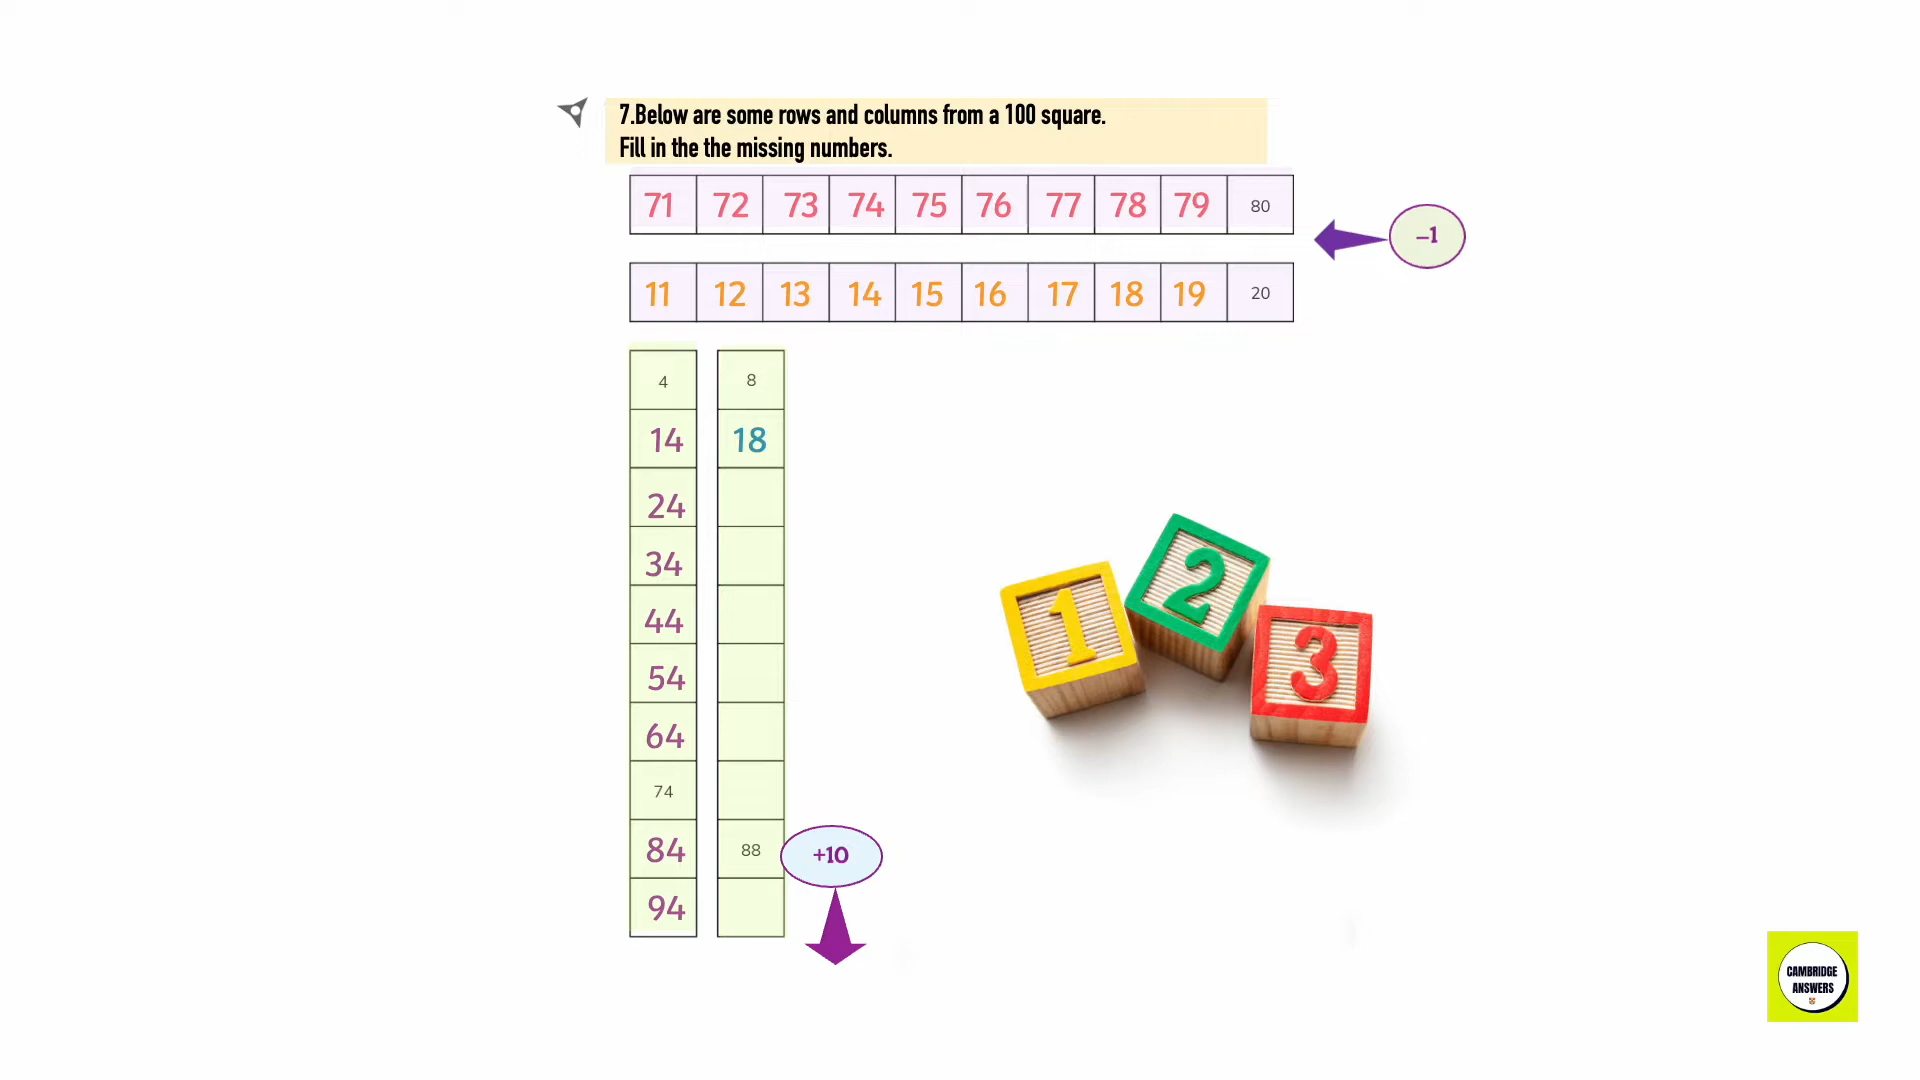 7.Below are some rows and columns from a 100 square.
Fill in the the missing numbers.
71 72 73 74 75 76 77 78 79 80
–1
11 12 13 14 15 16 17 18 19 20
4 8
14 18
24
34
44
54
64
74
84 88
+10
94
1
2
3
CAMBRIDGE
ANSWERS